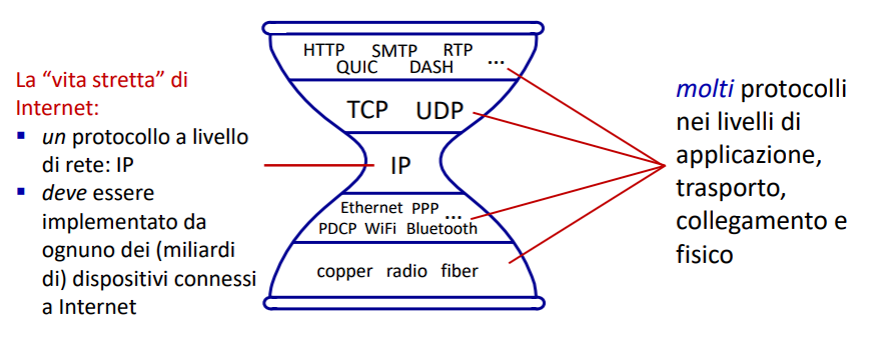 La “vita stretta” di
Internet:
▪ un protocollo a livello
di rete: IP
▪ deve essere
implementato da
ognuno dei (miliardi
di) dispositivi connessi
a Internet
HTTP SMTP RTP
QUIC DASH ...
TCP UDP
IP
Ethernet PPP ...
PDCP WiFi Bluetooth
copper radio fiber
molti protocolli
nei livelli di
applicazione,
trasporto,
collegamento e
fisico